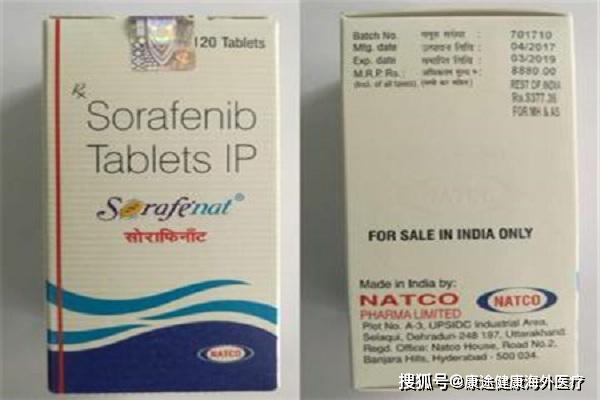 120 Tablets
Rx
Sorafenib
Tablets IP
Sorafenat®
सोराफिनॉट
NATCO
Batch No. : 701710
Mfg. date उत्पादन तिथि : 04/2017
Exp. date समाप्ति तिथि : 03/2019
M.R.P. Rs.: 8880.00
(Incl. of all taxes)
REST OF INDIA
FOR MH & AS
FOR SALE IN INDIA ONLY
Made in India by:
NATCO
PHARMA LIMITED
NATCO
Plot No. A-3, UPSIDC Industrial Area,
Selaqui, Dehradun-248 197, Uttarakhand.
Regd. Office: Natco House, Road No.2,
Banjara Hills, Hyderabad - 500 034.
搜狐号@康途健康海外医疗